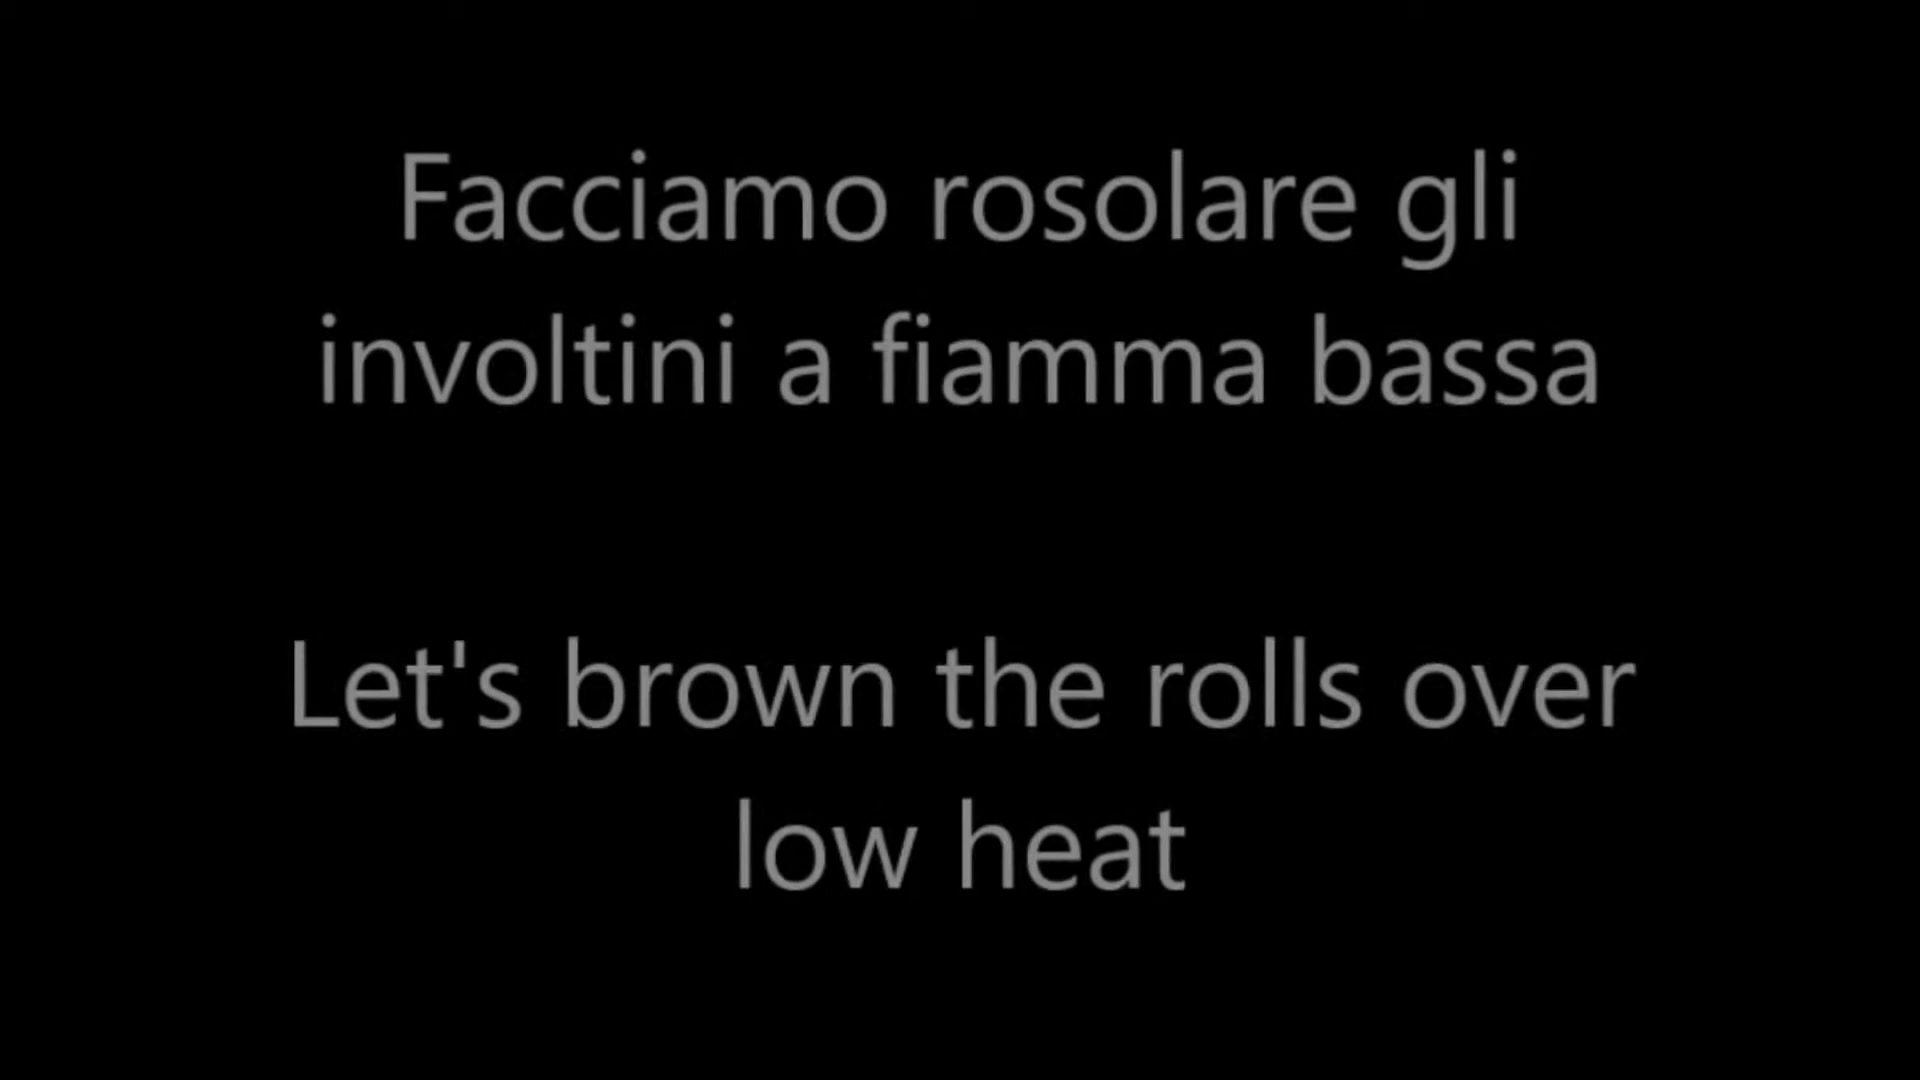 Facciamo rosolare gli
involtini a fiamma bassa
Let's brown the rolls over
low heat